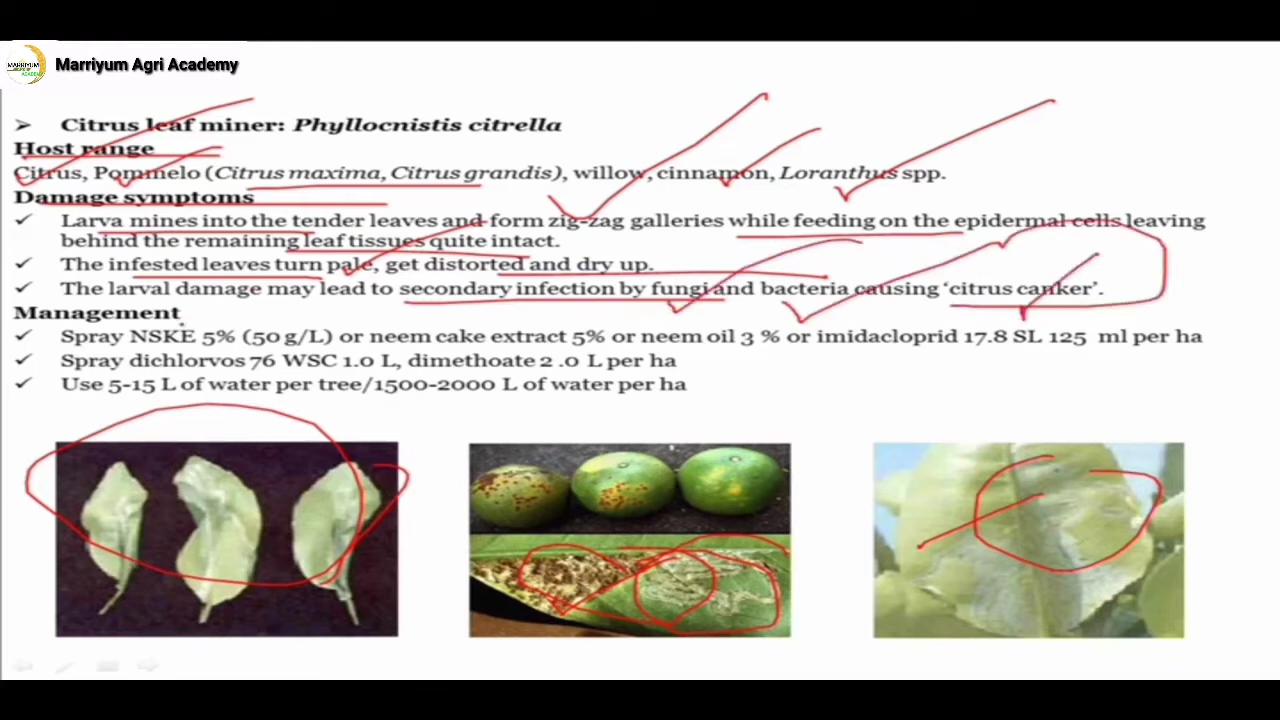 MARRIYUM
Marriyum Agri Academy
➤ Citrus leaf miner: Phyllocnistis citrella
Host range
Citrus, Pommelo (Citrus maxima, Citrus grandis), willow, cinnamon, Loranthus spp.
Damage symptoms
✓ Larva mines into the tender leaves and form zig-zag galleries while feeding on the epidermal cells leaving
behind the remaining leaf tissues quite intact.
✓ The infested leaves turn pale, get distorted and dry up.
✓ The larval damage may lead to secondary infection by fungi and bacteria causing ‘citrus canker’.
Management
✓ Spray NSKE 5% (50 g/L) or neem cake extract 5% or neem oil 3 % or imidacloprid 17.8 SL 125 ml per ha
✓ Spray dichlorvos 76 WSC 1.0 L, dimethoate 2 .0 L per ha
✓ Use 5-15 L of water per tree/1500-2000 L of water per ha